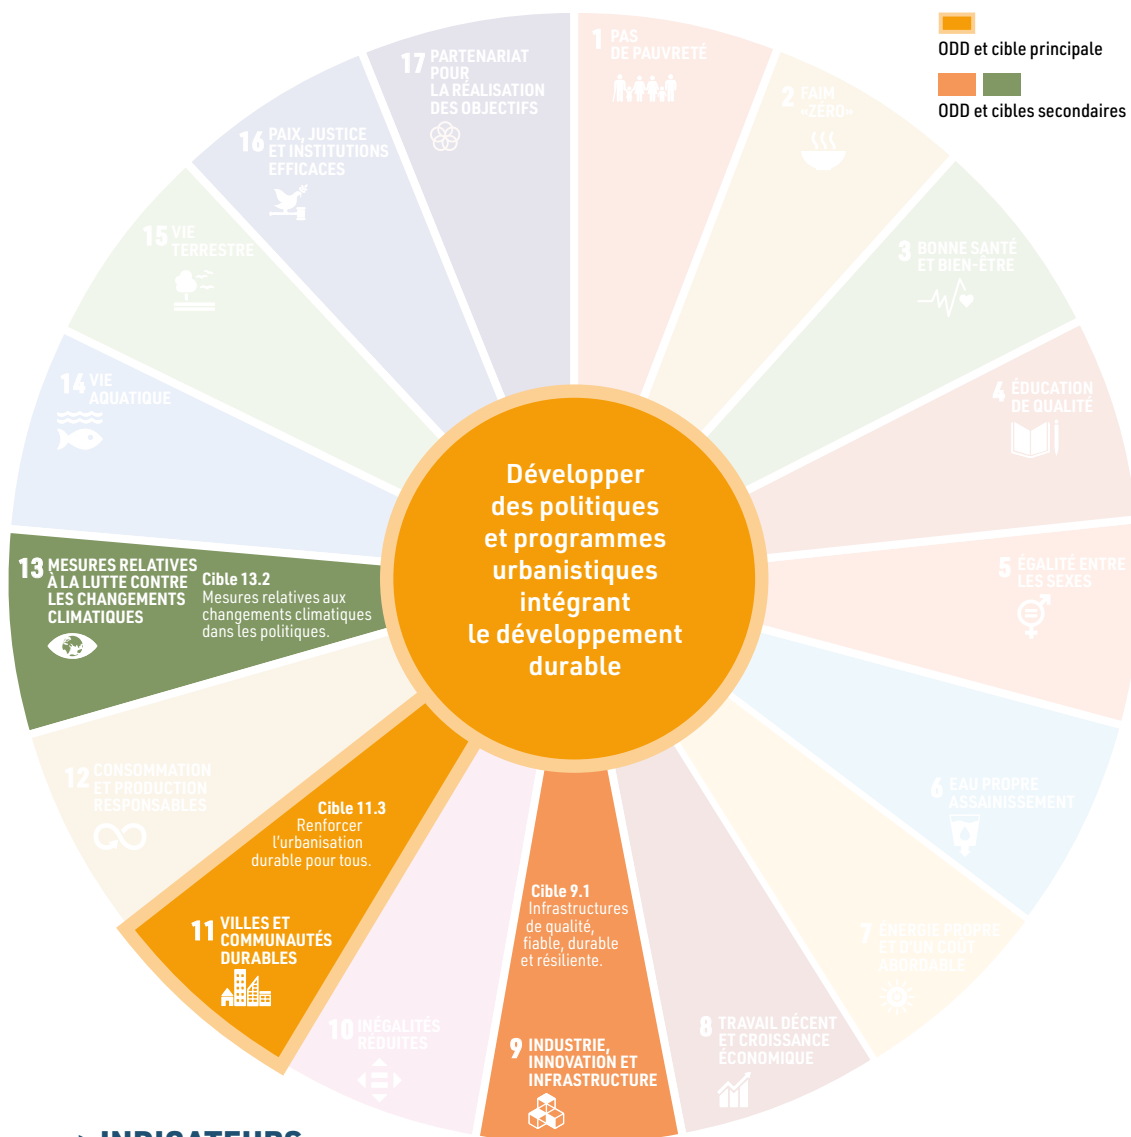 ODD et cible principale
ODD et cibles secondaires
1 PAS
DE PAUVRETÉ
2 FAIM
«ZÉRO»
3 BONNE SANTÉ
ET BIEN-ÊTRE
4 ÉDUCATION
DE QUALITÉ
5 ÉGALITÉ ENTRE
LES SEXES
6 EAU PROPRE
ASSAINISSEMENT
7 ÉNERGIE PROPRE
ET D'UN COÛT
ABORDABLE
8 TRAVAIL DÉCENT
ET CROISSANCE
ÉCONOMIQUE
Cible 9.1
Infrastructures
de qualité,
fiable, durable
et résiliente.
9 INDUSTRIE,
INNOVATION ET
INFRASTRUCTURE
10 INÉGALITÉS
RÉDUITES
Cible 11.3
Renforcer
l'urbanisation
durable pour tous.
11 VILLES ET
COMMUNAUTÉS
DURABLES
12 CONSOMMATION
ET PRODUCTION
RESPONSABLES
13 MESURES RELATIVES
À LA LUTTE CONTRE
LES CHANGEMENTS
CLIMATIQUES
Cible 13.2
Mesures relatives aux
changements climatiques
dans les politiques.
14 VIE
AQUATIQUE
15 VIE
TERRESTRE
16 PAIX, JUSTICE
ET INSTITUTIONS
EFFICACES
17 PARTENARIAT
POUR
LA RÉALISATION
DES OBJECTIFS
Développer
des politiques
et programmes
urbanistiques
intégrant
le développement
durable
INDICATEURS